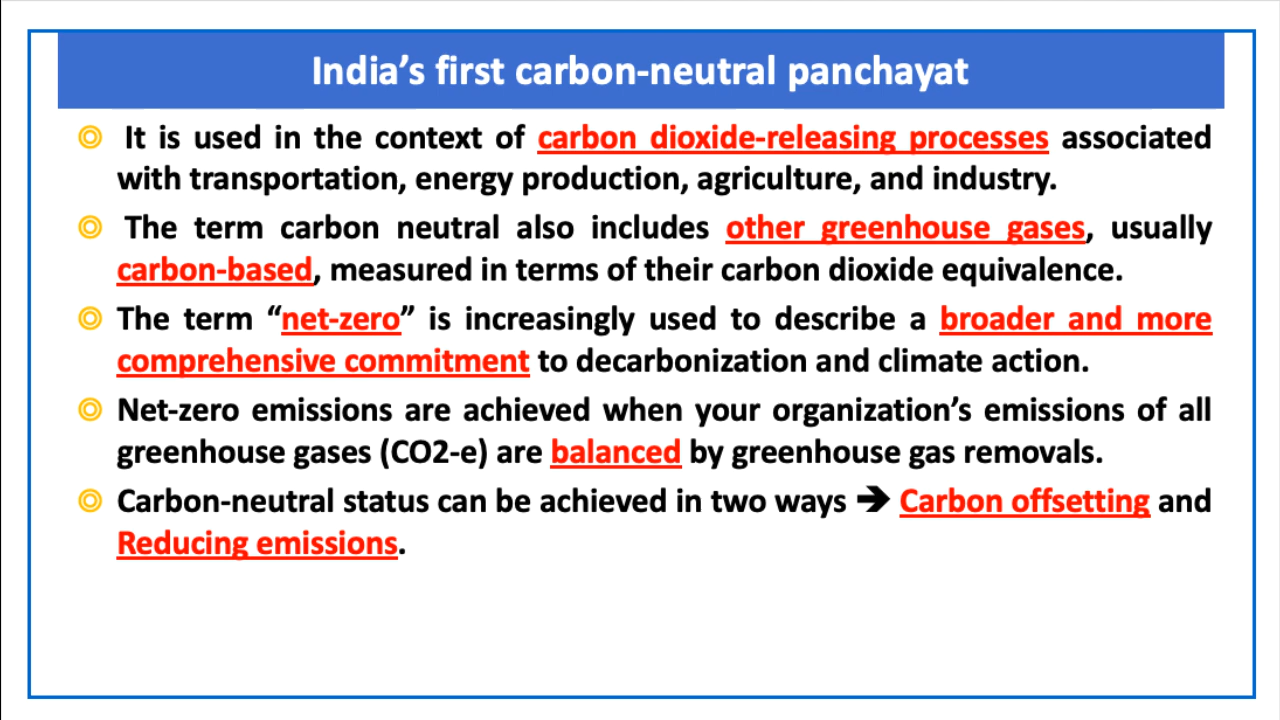 India’s first carbon-neutral panchayat
It is used in the context of carbon dioxide-releasing processes associated
with transportation, energy production, agriculture, and industry.
The term carbon neutral also includes other greenhouse gases, usually
carbon-based, measured in terms of their carbon dioxide equivalence.
The term “net-zero” is increasingly used to describe a broader and more
comprehensive commitment to decarbonization and climate action.
Net-zero emissions are achieved when your organization’s emissions of all
greenhouse gases (CO2-e) are balanced by greenhouse gas removals.
Carbon-neutral status can be achieved in two ways ➔ Carbon offsetting and
Reducing emissions.